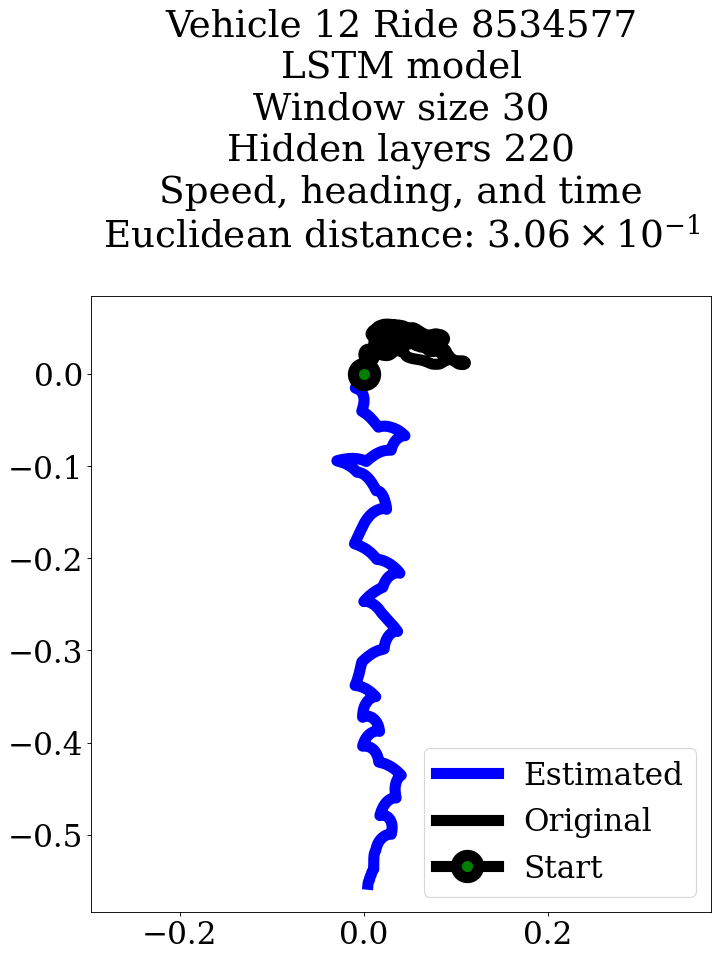 Vehicle 12 Ride 8534577
LSTM model
Window size 30
Hidden layers 220
Speed, heading, and time
Euclidean distance: 3.06 × 10⁻¹
0.0
−0.1
−0.2
−0.3
−0.4
−0.5
Estimated
Original
Start
−0.2
0.0
0.2